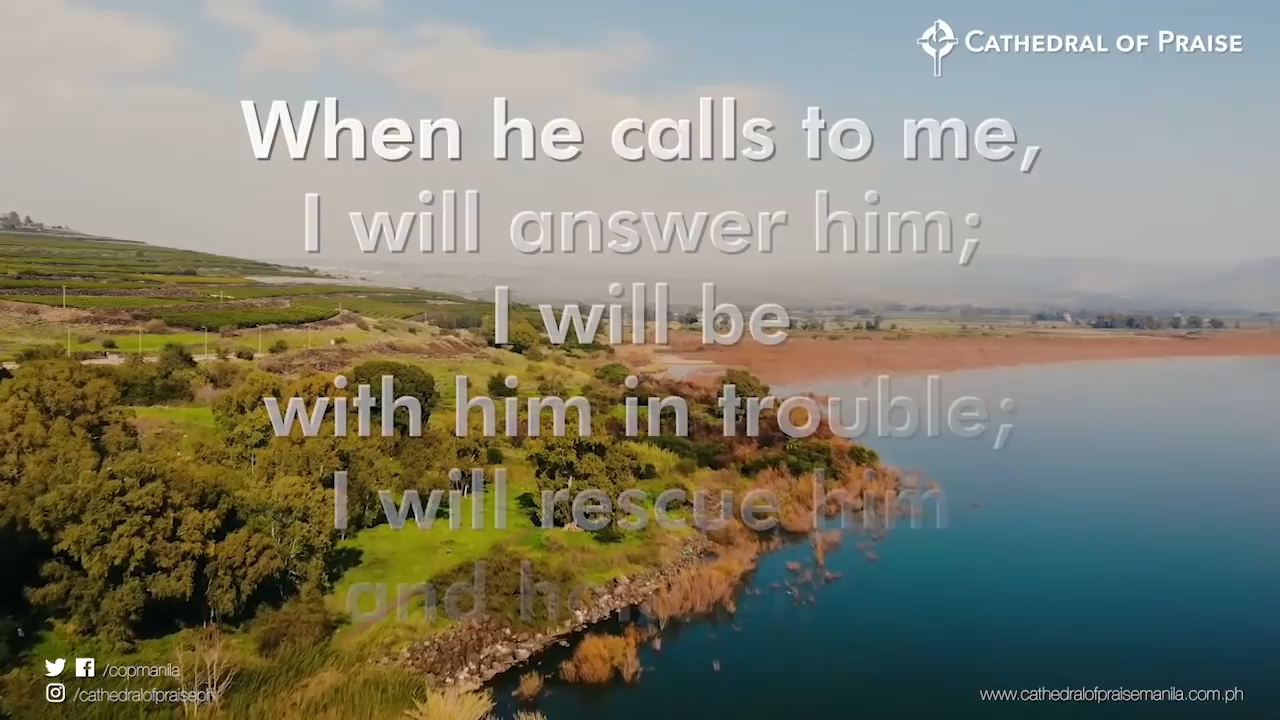 CATHEDRAL OF PRAISE
When he calls to me,
I will answer him;
I will be
with him in trouble;
I will rescue him
and
/copmanila
/cathedralofpraiseph
www.cathedralofpraisemanila.com.ph